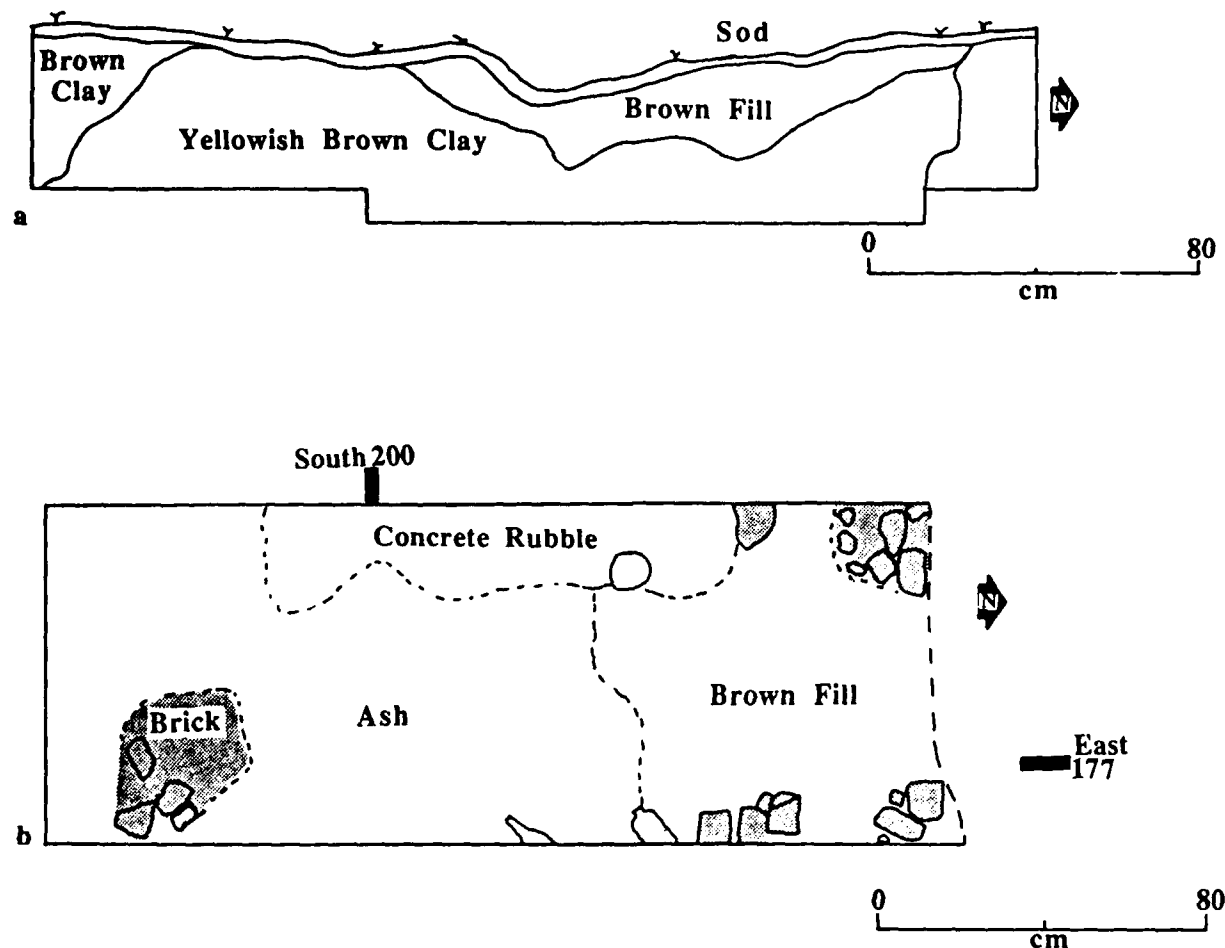 Sod
Brown
Clay
Brown Fill
N
Yellowish Brown Clay
a
0 80
cm
South 200
Concrete Rubble
N
Brown Fill
Brick
Ash
East
177
b
0 80
cm